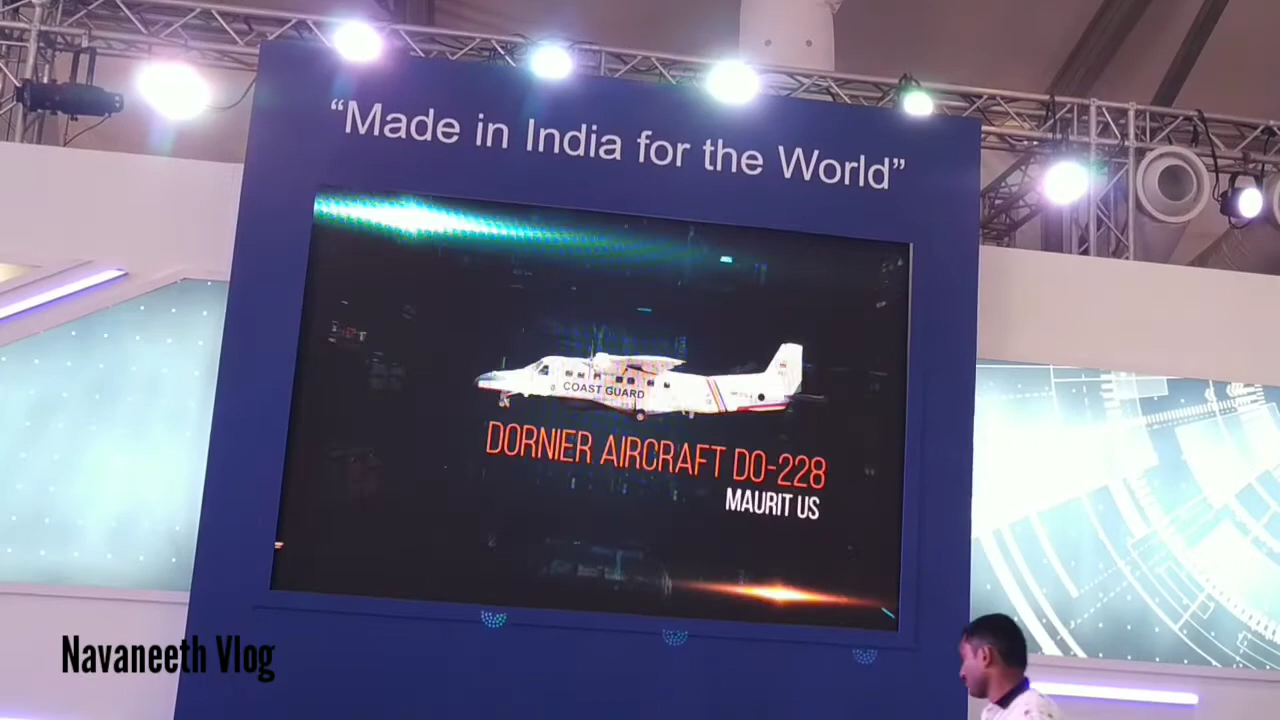 “Made in India for the World”
COAST GUARD
DORNIER AIRCRAFT DO-228
MAURIT US
Navaneeth Vlog